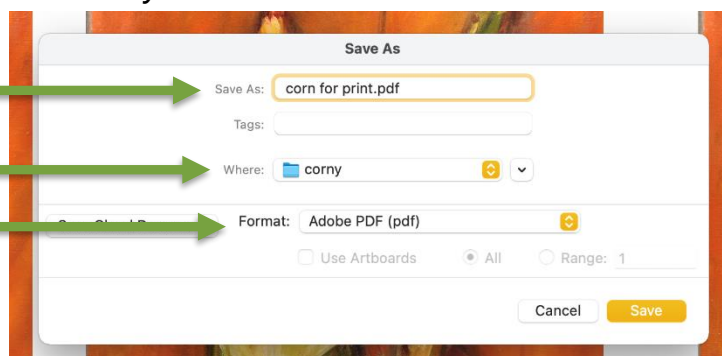 Save As
Save As: corn for print.pdf
Tags:
Where: corny
Format: Adobe PDF (pdf)
Use Artboards All Range: 1
Cancel Save